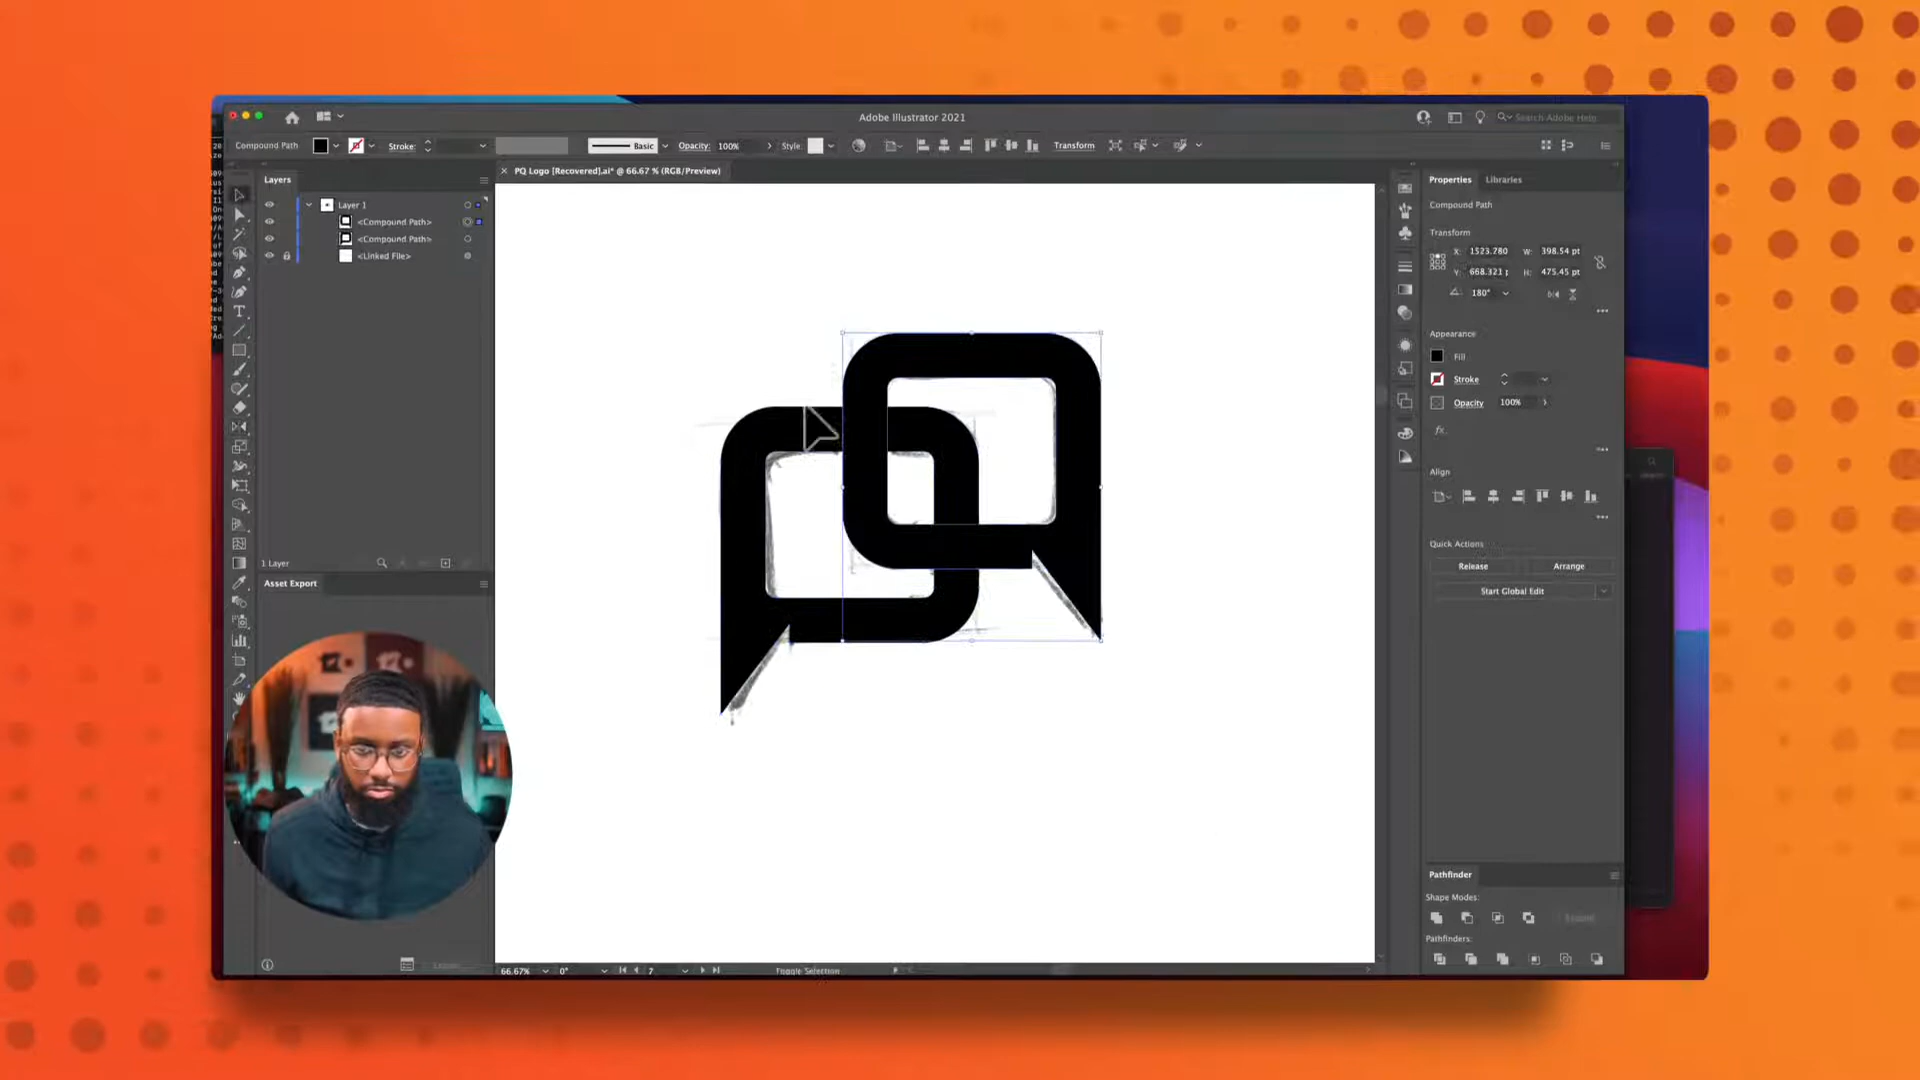 Adobe Illustrator 2021
Search Adobe Help
Compound Path
Stroke:
Basic
Opacity: 100%
Style:
Transform
× PQ Logo [Recovered].ai* @ 66.67 % (RGB/Preview)
Layers
Layer 1
<Compound Path>
<Compound Path>
<Linked File>
1 Layer
Asset Export
66.67%
0°
7
Toggle Selection
Properties
Libraries
Compound Path
Transform
X: 1523.780
W: 398.54 pt
Y: 668.321 p
H: 475.45 pt
180°
Appearance
Fill
Stroke
Opacity 100%
fx.
Align
Quick Actions
Release
Arrange
Start Global Edit
Pathfinder
Shape Modes:
Expand
Pathfinders: